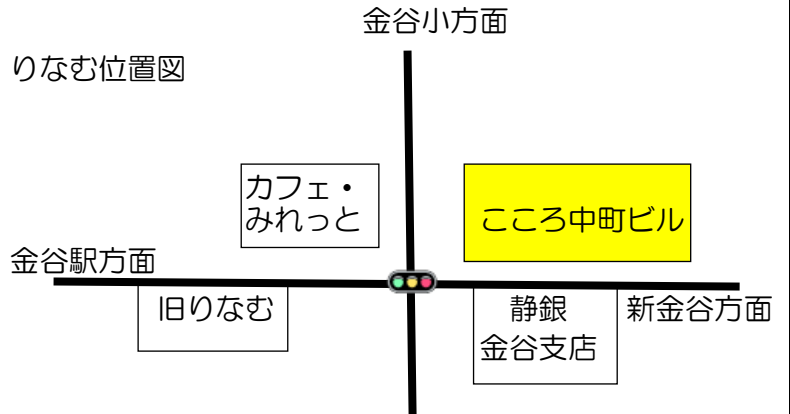 金谷小方面
りなむ位置図
カフェ・
みれっと
こころ中町ビル
金谷駅方面
旧りなむ
静銀
金谷支店
新金谷方面